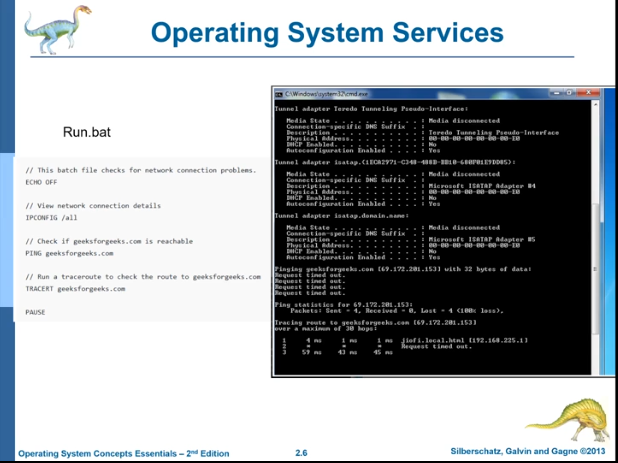 Operating System Services
Run.bat
// This batch file checks for network connection problems.
ECHO OFF
// View network connection details
IPCONFIG /all
// Check if geeksforgeeks.com is reachable
PING geeksforgeeks.com
// Run a traceroute to check the route to geeksforgeeks.com
TRACERT geeksforgeeks.com
PAUSE
C:\Windows\system32\cmd.exe
Tunnel adapter Teredo Tunneling Pseudo-Interface:
Media State . . . . . . . . . . . : Media disconnected
Connection-specific DNS Suffix  . :
Description . . . . . . . . . . . : Teredo Tunneling Pseudo-Interface
Physical Address. . . . . . . . . : 00-00-00-00-00-00-00-E0
DHCP Enabled. . . . . . . . . . . : No
Autoconfiguration Enabled . . . . : Yes
Tunnel adapter
Media State . . . . . . . . . . . : Media disconnected
Connection-specific DNS Suffix  . :
Description . . . . . . . . . . . : Microsoft ISATAP Adapter #4
Physical Address. . . . . . . . . : 00-00-00-00-00-00-00-E0
DHCP Enabled. . . . . . . . . . . : No
Autoconfiguration Enabled . . . . : Yes
Tunnel adapter isatap.domain.name:
Media State . . . . . . . . . . . : Media disconnected
Connection-specific DNS Suffix  . :
Description . . . . . . . . . . . : Microsoft ISATAP Adapter #5
Physical Address. . . . . . . . . : 00-00-00-00-00-00-00-E0
DHCP Enabled. . . . . . . . . . . : No
Autoconfiguration Enabled . . . . : Yes
Pinging geeksforgeeks.com [69.172.201.153] with 32 bytes of data:
Request timed out.
Request timed out.
Request timed out.
Request timed out.
Ping statistics for 69.172.201.153:
Packets: Sent = 4, Received = 0, Lost = 4 (100% loss),
Tracing route to geeksforgeeks.com [69.172.201.153]
over a maximum of 30 hops:
1 4 ms 1 ms 1 ms jiofi.local.html [192.168.225.1]
2 * * * Request timed out.
3 59 ms 43 ms 45 ms
Operating System Concepts Essentials – 2nd Edition
2.6
Silberschatz, Galvin and Gagne ©2013